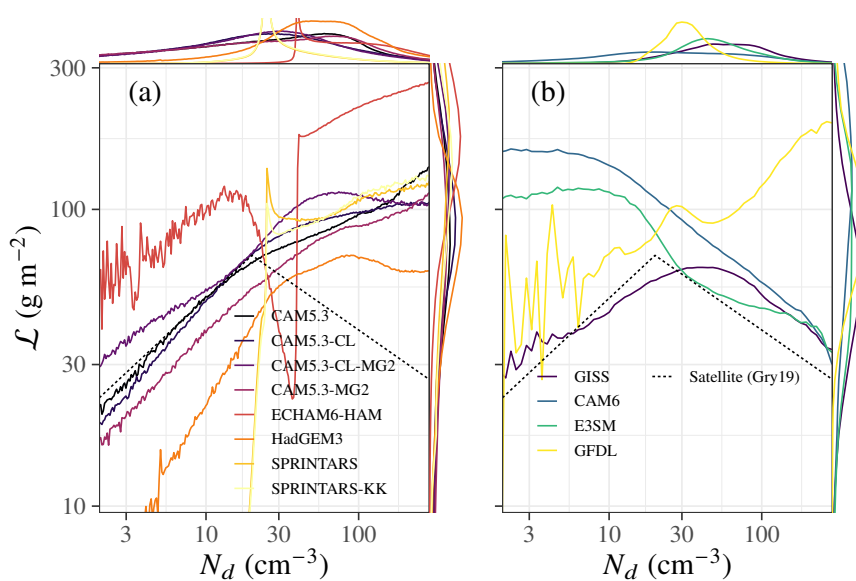 300
100
30
10
(a)
CAM5.3
CAM5.3-CL
CAM5.3-CL-MG2
CAM5.3-MG2
ECHAM6-HAM
HadGEM3
SPRINTARS
SPRINTARS-KK
3 10 30 100
N_d (cm⁻³)
ℒ (g m⁻²)
(b)
GISS
CAM6
E3SM
GFDL
Satellite (Gry19)
3 10 30 100
N_d (cm⁻³)